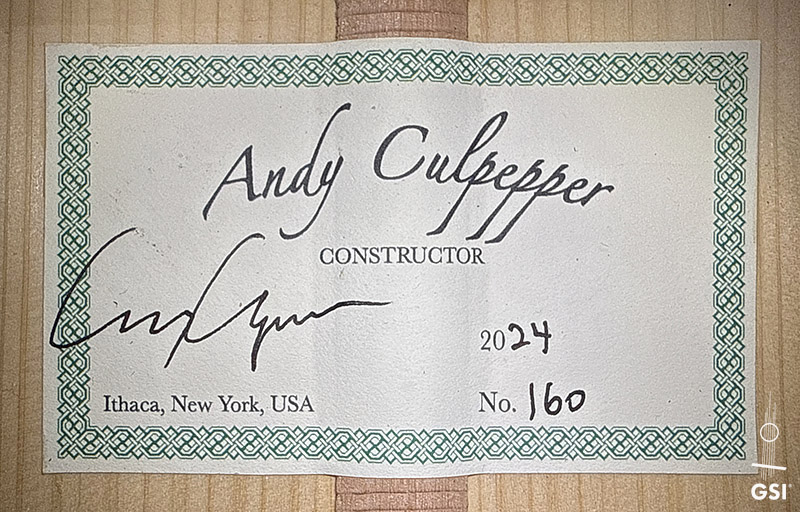 Andy Culpepper
CONSTRUCTOR
2024
Ithaca, New York, USA
No. 160
GSI